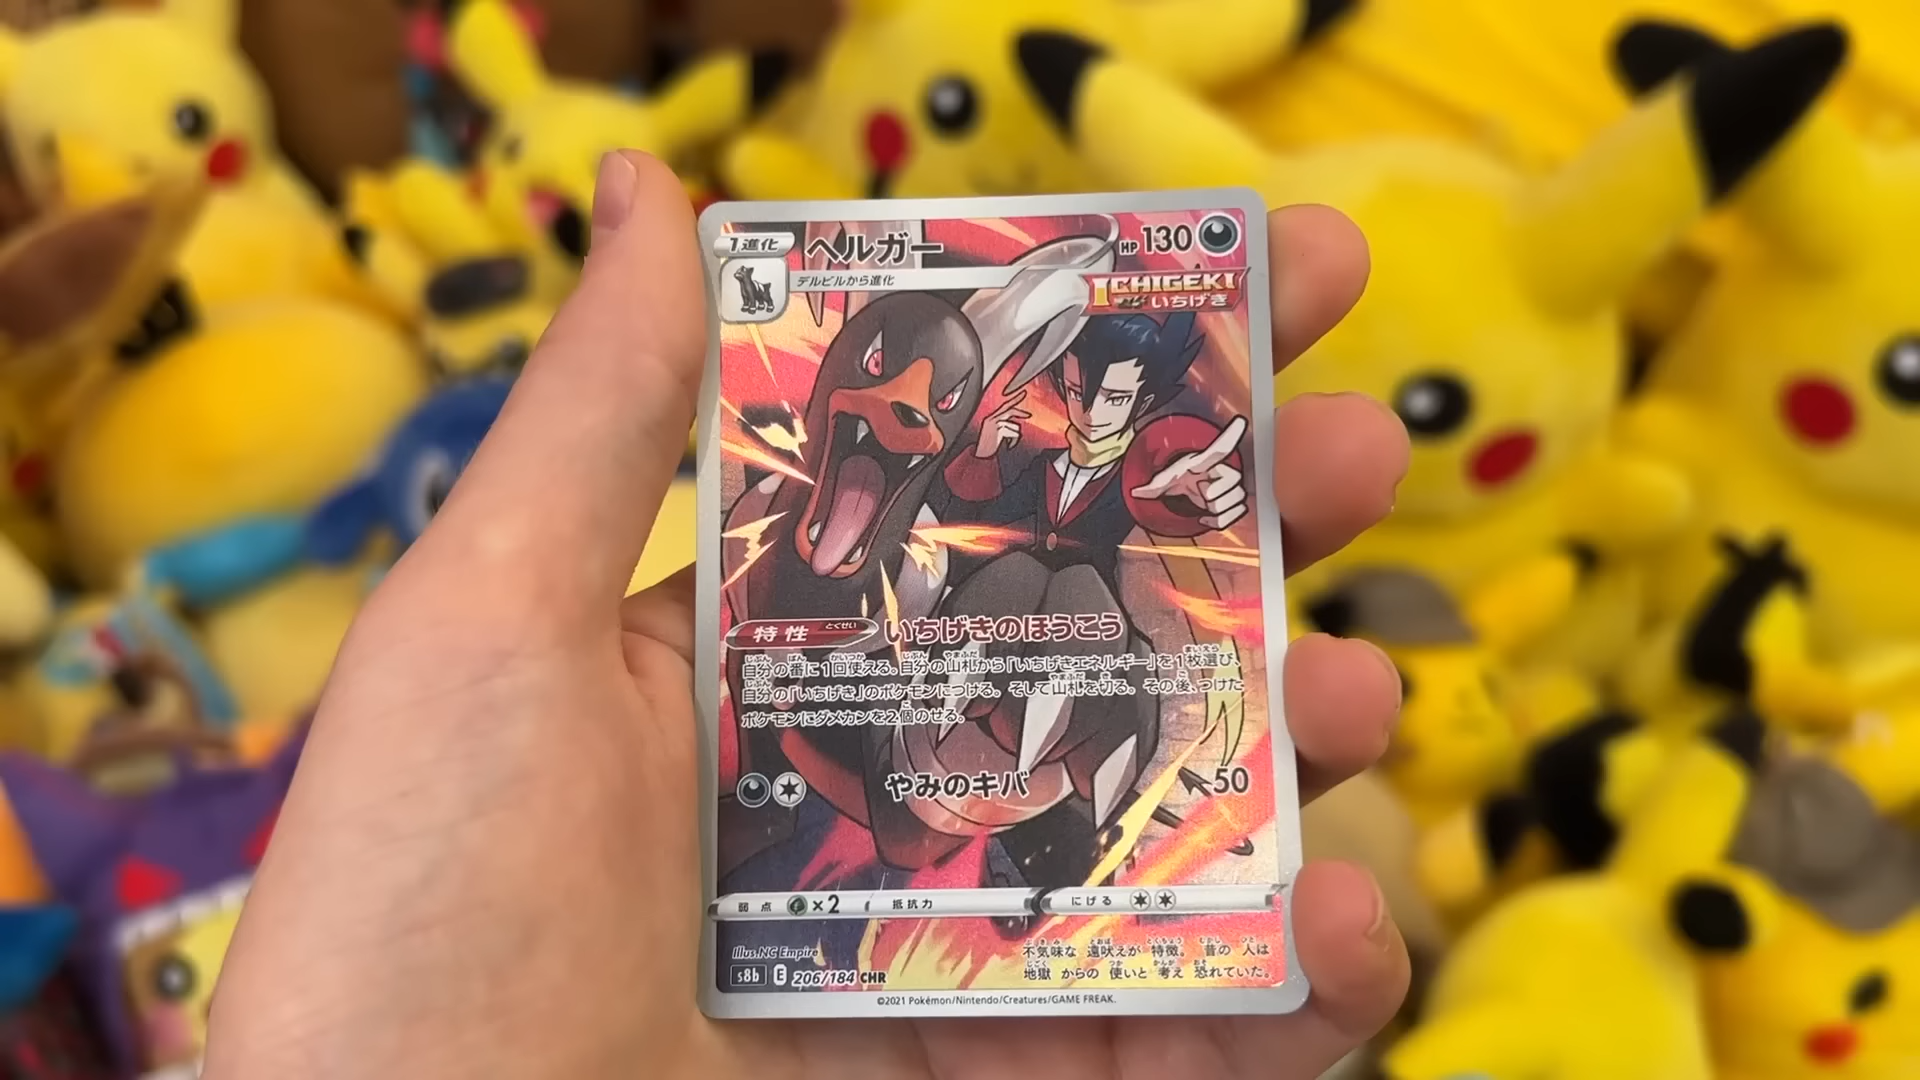 1進化
ヘルガー
HP 130
デルビルから進化
ICHIGEKI
いちげき
特性 とくせい いちげきのほうこう
自分の番に1回使える。自分の山札から「いちげきエネルギー」を1枚選び、
自分の「いちげき」のポケモンにつける。そして山札を切る。その後、つけた
ポケモンにダメカンを2個のせる。
やみのキバ 50
弱点 ×2 抵抗力 にげる
Illus.NC Empire
不気味な 遠吠えが 特徴。 昔の 人は
地獄 からの 使いと 考え 恐れていた。
s8b E 206/184 CHR
©2021 Pokémon/Nintendo/Creatures/GAME FREAK.